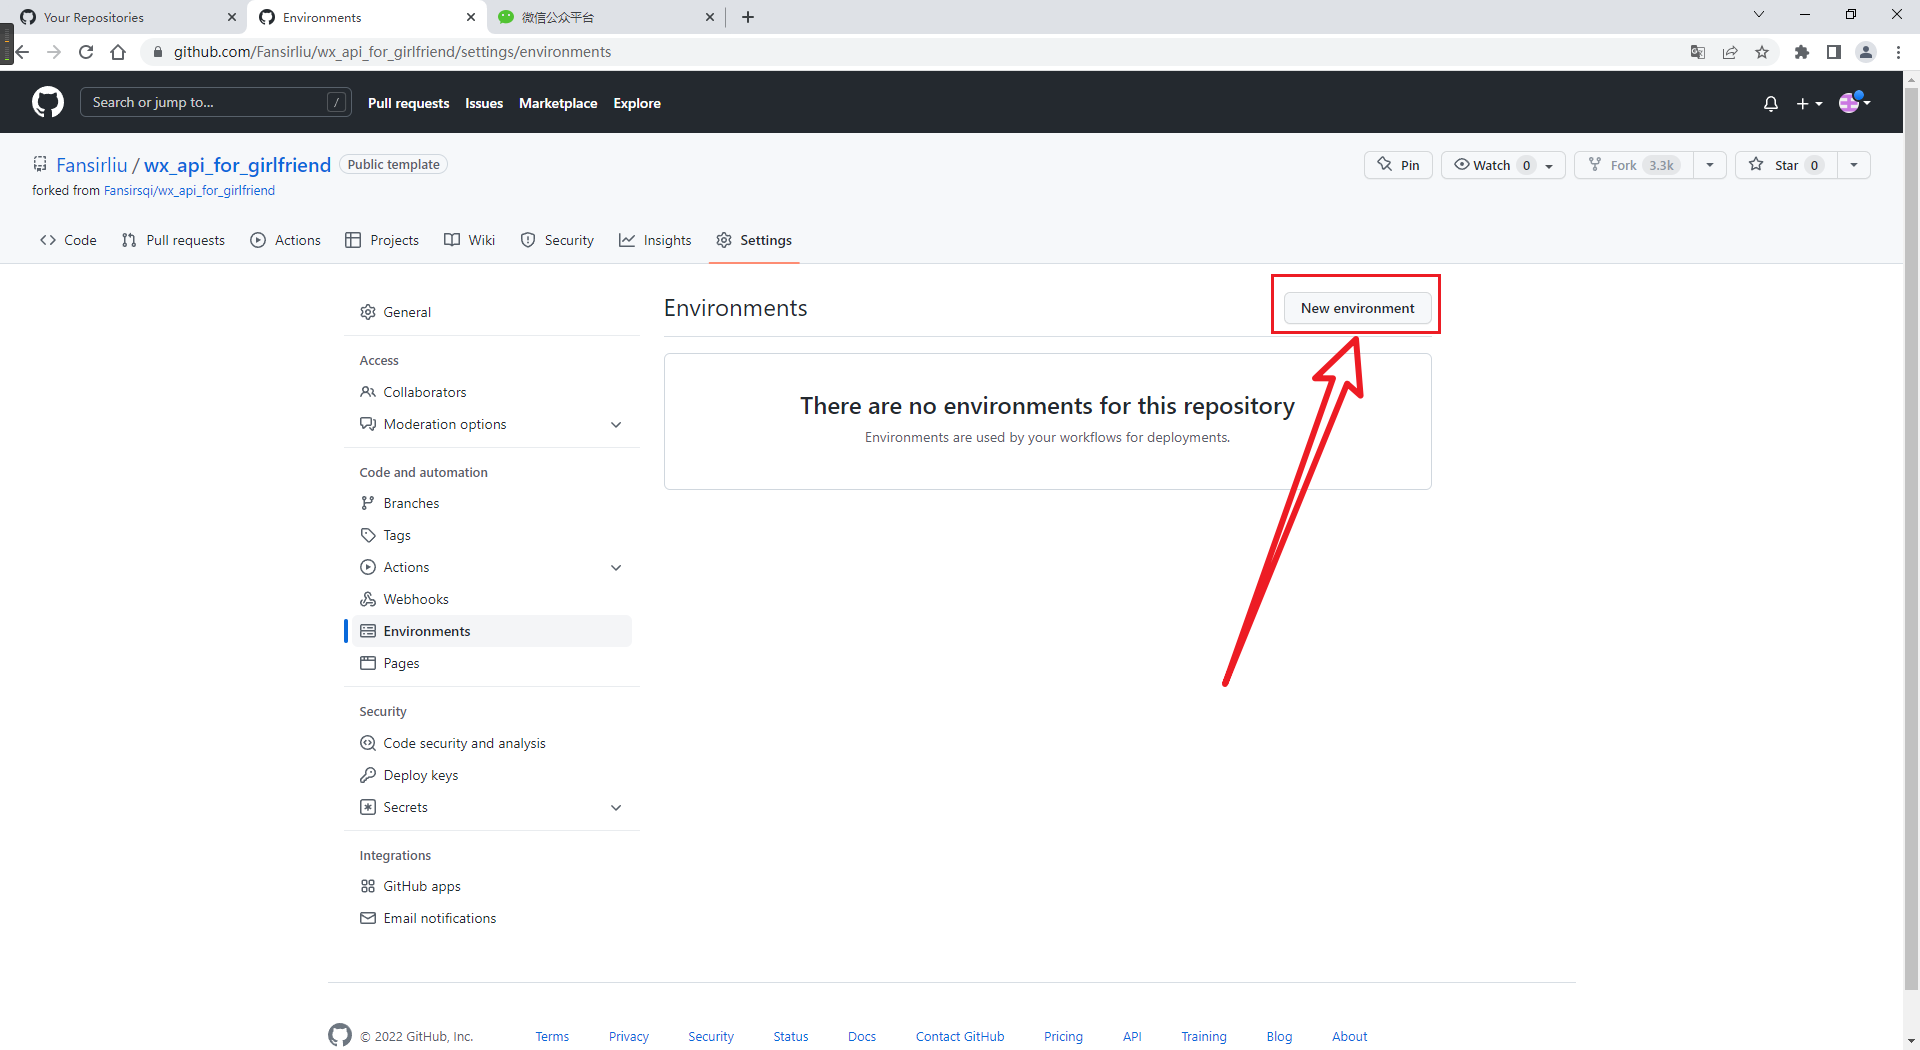 Your Repositories
Environments
微信公众平台
github.com/Fansirliu/wx_api_for_girlfriend/settings/environments
Search or jump to... /
Pull requests Issues Marketplace Explore
Fansirliu / wx_api_for_girlfriend Public template
Pin
Watch 0
Fork 3.3k
Star 0
forked from Fansirsqi/wx_api_for_girlfriend
Code Pull requests Actions Projects Wiki Security Insights Settings
General
Access
Collaborators
Moderation options
Code and automation
Branches
Tags
Actions
Webhooks
Environments
Pages
Security
Code security and analysis
Deploy keys
Secrets
Integrations
GitHub apps
Email notifications
Environments
New environment
There are no environments for this repository
Environments are used by your workflows for deployments.
© 2022 GitHub, Inc. Terms Privacy Security Status Docs Contact GitHub Pricing API Training Blog About